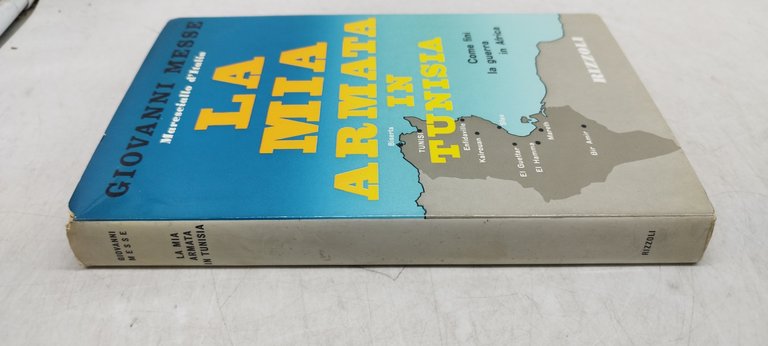 GIOVANNI MESSE
Maresciallo d'Italia
LA
MIA
ARMATA
IN
TUNISIA
Come finì
la guerra
in Africa
RIZZOLI
Biserta
TUNISI
Enfidaville
Kairouan
Sfax
El Guettar
El Hamma
Mareth
Bir Amir
GIOVANNI
MESSE
LA MIA
ARMATA
IN TUNISIA
RIZZOLI